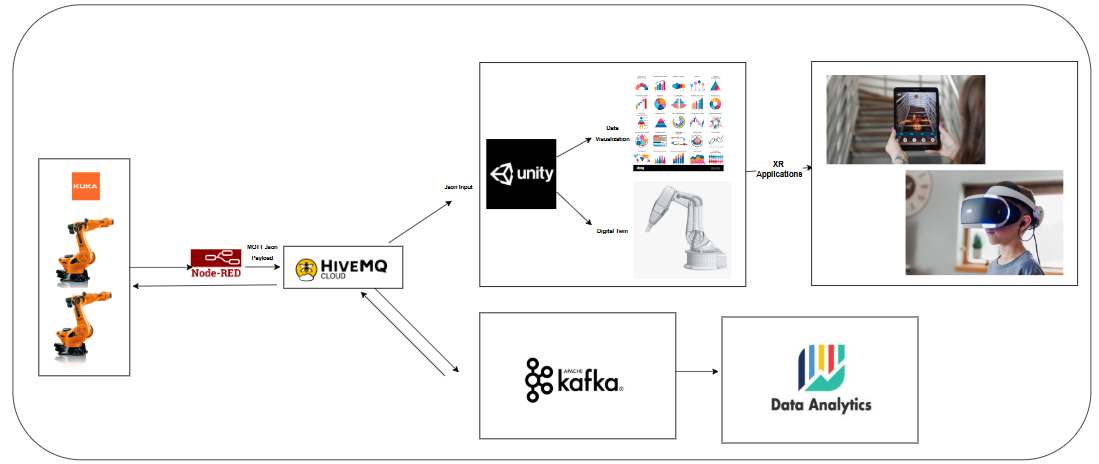 KUKA
Node-RED
MQTT Json
Payload
HIVEMQ
CLOUD
Json Input
unity
Data
Visualization
Digital Twin
XR
Applications
APACHE
kafka®
Data Analytics